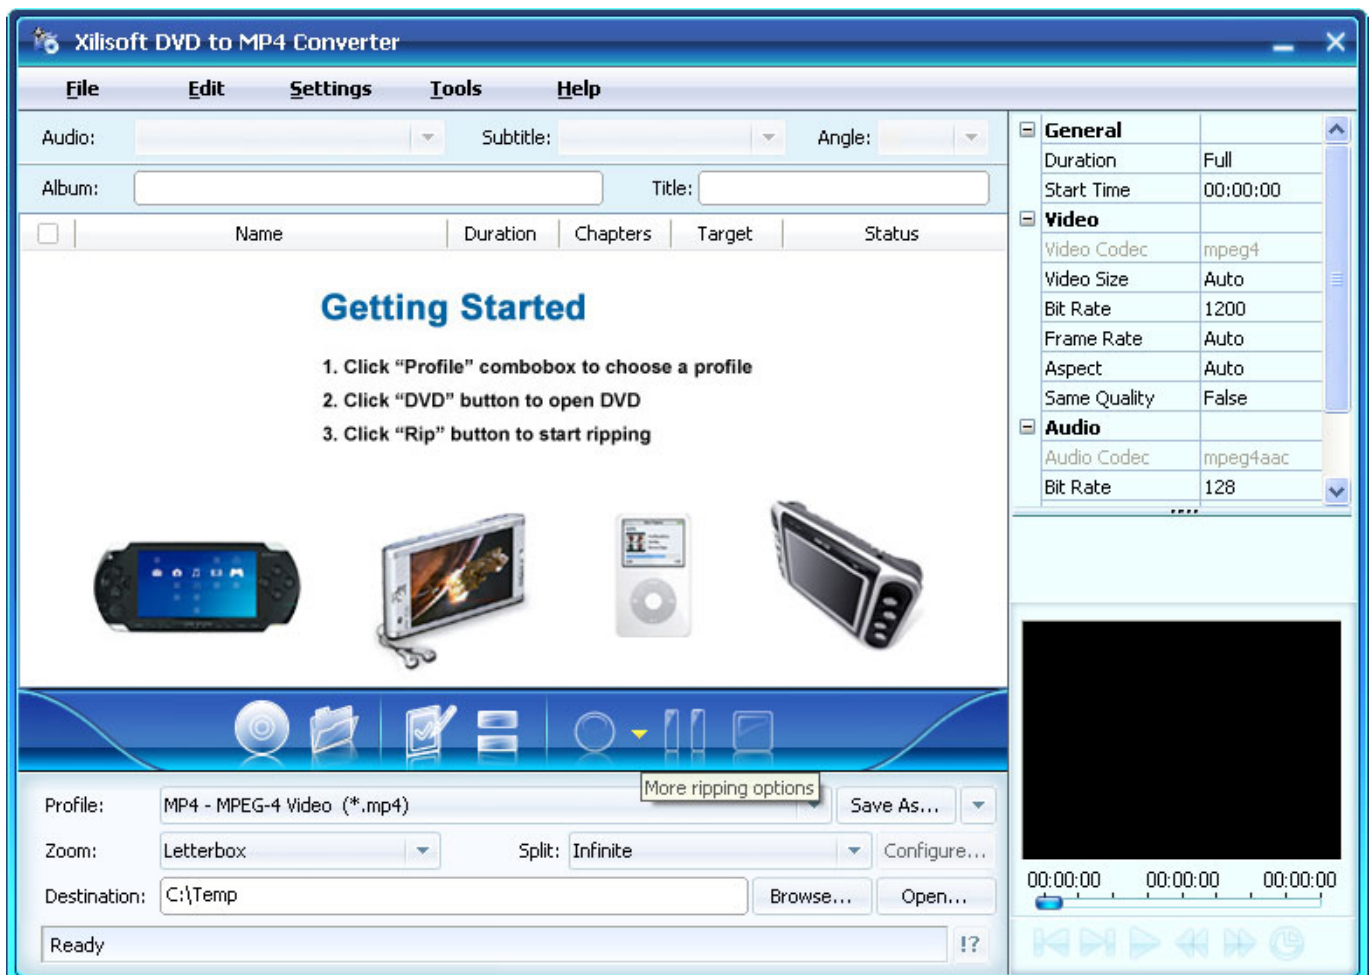 Xilisoft DVD to MP4 Converter
File Edit Settings Tools Help
Audio: Subtitle: Angle:
Album: Title:
Name Duration Chapters Target Status
Getting Started
1. Click “Profile” combobox to choose a profile
2. Click “DVD” button to open DVD
3. Click “Rip” button to start ripping
More ripping options
Profile: MP4 - MPEG-4 Video (*.mp4) Save As...
Zoom: Letterbox Split: Infinite Configure...
Destination: C:\Temp Browse... Open...
Ready !?
General
Duration Full
Start Time 00:00:00
Video
Video Codec mpeg4
Video Size Auto
Bit Rate 1200
Frame Rate Auto
Aspect Auto
Same Quality False
Audio
Audio Codec mpeg4aac
Bit Rate 128
00:00:00 00:00:00 00:00:00